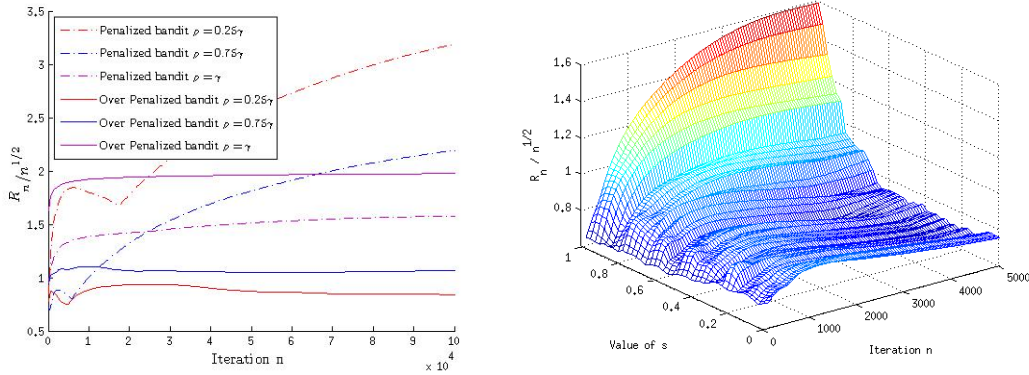 3.5
3
2.5
2
1.5
1
0.5
R_n/n^{1/2}
Penalized bandit ρ = 0.25γ
Penalized bandit ρ = 0.75γ
Penalized bandit ρ = γ
Over Penalized bandit ρ = 0.25γ
Over Penalized bandit ρ = 0.75γ
Over Penalized bandit ρ = γ
0 1 2 3 4 5 6 7 8 9 10
Iteration n
× 10^4
1.6
1.4
1.2
1
0.8
R_n / n^{1/2}
1
0.8
0.6
0.4
0.2
0
Value of s
0
1000
2000
3000
4000
5000
Iteration n